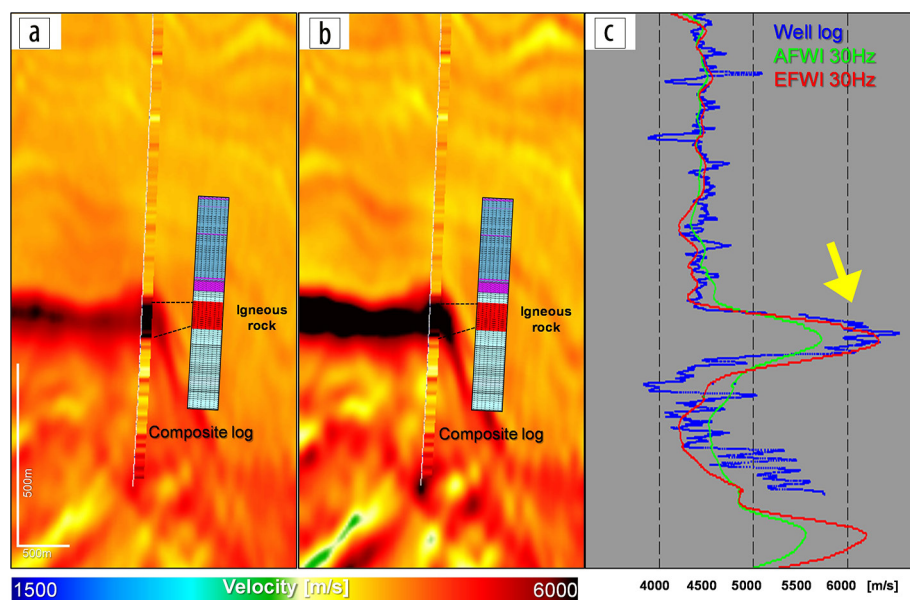 a
b
c
Well log
AFWI 30Hz
EFWI 30Hz
Igneous
rock
Igneous
rock
Composite log
Composite log
500m
500m
4000 4500 5000 5500 6000 [m/s]
1500 Velocity [m/s] 6000